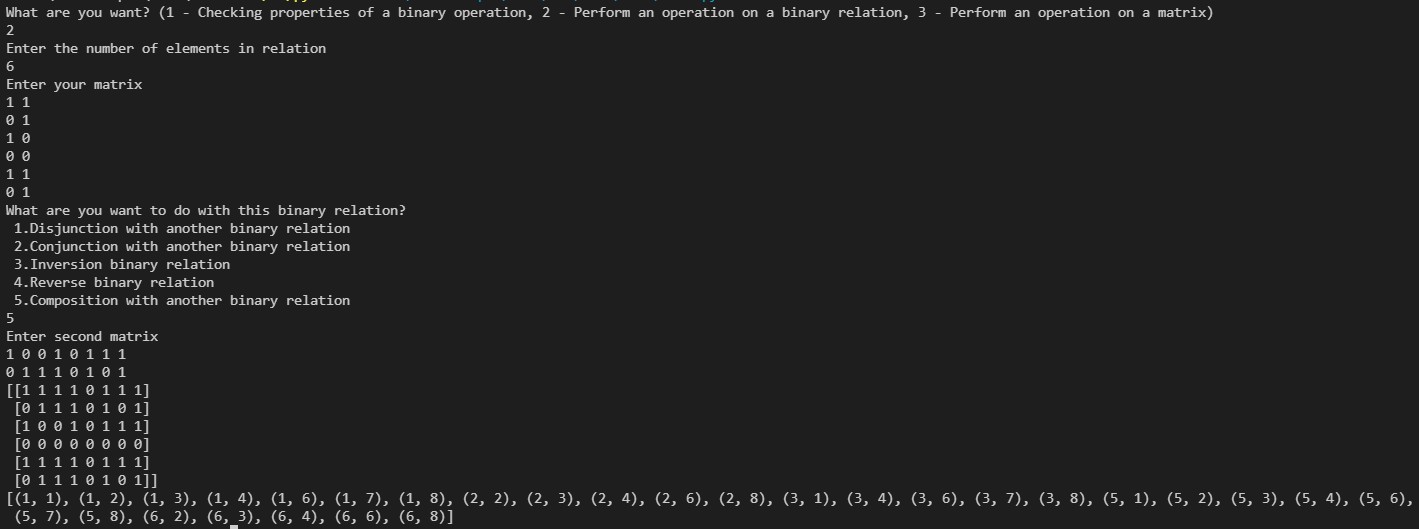 What are you want? (1 - Checking properties of a binary operation, 2 - Perform an operation on a binary relation, 3 - Perform an operation on a matrix)
2
Enter the number of elements in relation
6
Enter your matrix
1 1
0 1
1 0
0 0
1 1
0 1
What are you want to do with this binary relation?
1.Disjunction with another binary relation
2.Conjunction with another binary relation
3.Inversion binary relation
4.Reverse binary relation
5.Composition with another binary relation
5
Enter second matrix
1 0 0 1 0 1 1 1
0 1 1 1 0 1 0 1
[[1 1 1 1 0 1 1 1]
[0 1 1 1 0 1 0 1]
[1 0 0 1 0 1 1 1]
[0 0 0 0 0 0 0 0]
[1 1 1 1 0 1 1 1]
[0 1 1 1 0 1 0 1]]
[(1, 1), (1, 2), (1, 3), (1, 4), (1, 6), (1, 7), (1, 8), (2, 2), (2, 3), (2, 4), (2, 6), (2, 8), (3, 1), (3, 4), (3, 6), (3, 7), (3, 8), (5, 1), (5, 2), (5, 3), (5, 4), (5, 6),
(5, 7), (5, 8), (6, 2), (6, 3), (6, 4), (6, 6), (6, 8)]